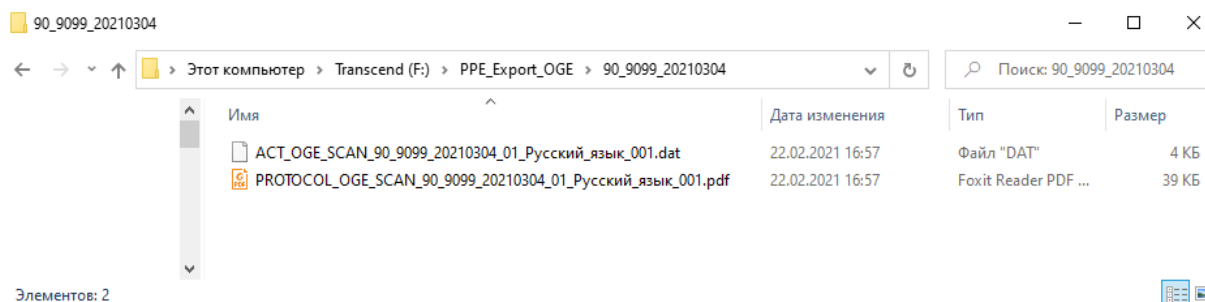 90_9099_20210304
Этот компьютер › Transcend (F:) › PPE_Export_OGE › 90_9099_20210304
Поиск: 90_9099_20210304
Имя Дата изменения Тип Размер
ACT_OGE_SCAN_90_9099_20210304_01_Русский_язык_001.dat 22.02.2021 16:57 Файл "DAT" 4 КБ
PROTOCOL_OGE_SCAN_90_9099_20210304_01_Русский_язык_001.pdf 22.02.2021 16:57 Foxit Reader PDF ... 39 КБ
Элементов: 2